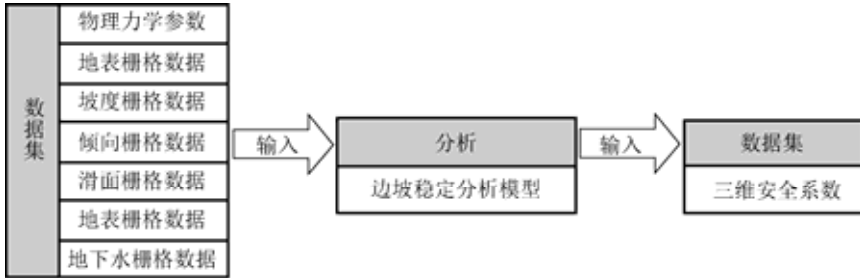 数据集
物理力学参数
地表栅格数据
坡度栅格数据
倾向栅格数据
滑面栅格数据
地表栅格数据
地下水栅格数据
输入
分析
边坡稳定分析模型
输入
数据集
三维安全系数